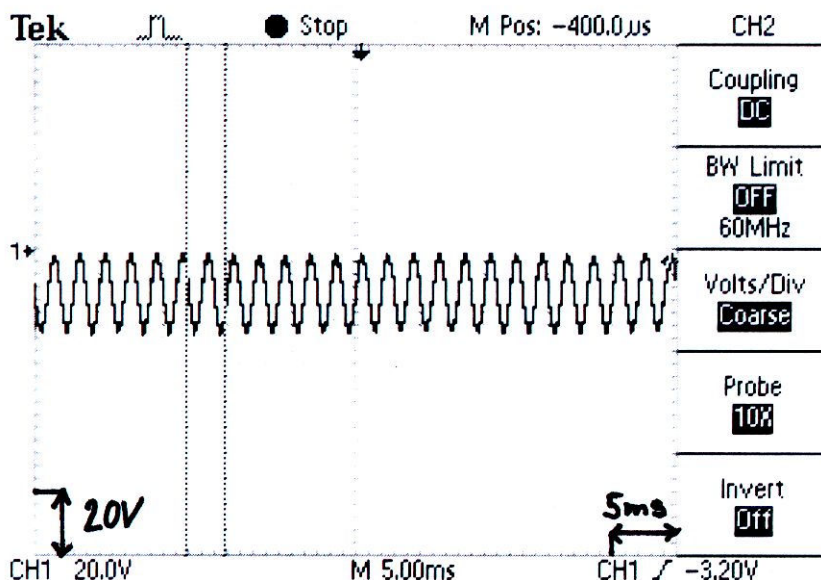 Tek Stop M Pos: -400.0µs CH2
Coupling
DC
BW Limit
OFF
60MHz
1
Volts/Div
Coarse
Probe
10X
Invert
Off
20V
5ms
CH1 20.0V M 5.00ms CH1 -3.20V